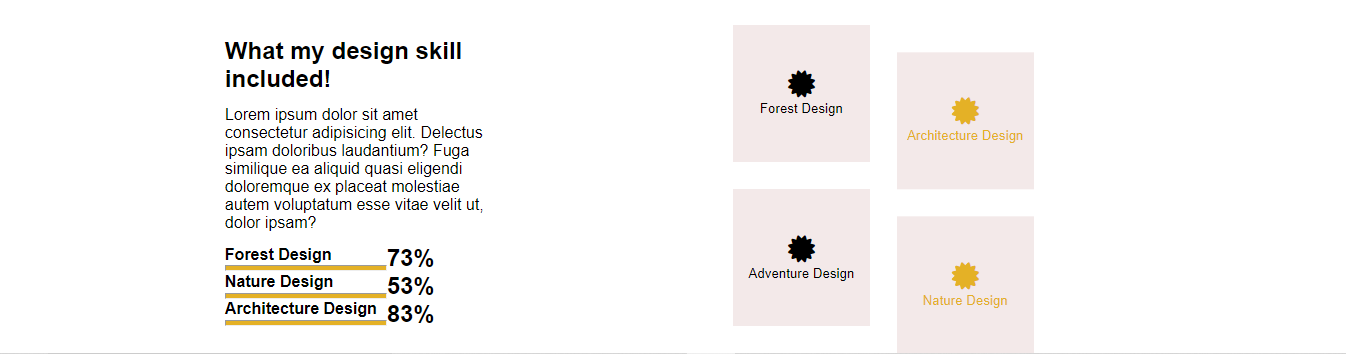 What my design skill
included!
Lorem ipsum dolor sit amet
consectetur adipisicing elit. Delectus
ipsam doloribus laudantium? Fuga
similique ea aliquid quasi eligendi
doloremque ex placeat molestiae
autem voluptatum esse vitae velit ut,
dolor ipsam?
Forest Design 73%
Nature Design 53%
Architecture Design 83%
Forest Design
Architecture Design
Adventure Design
Nature Design